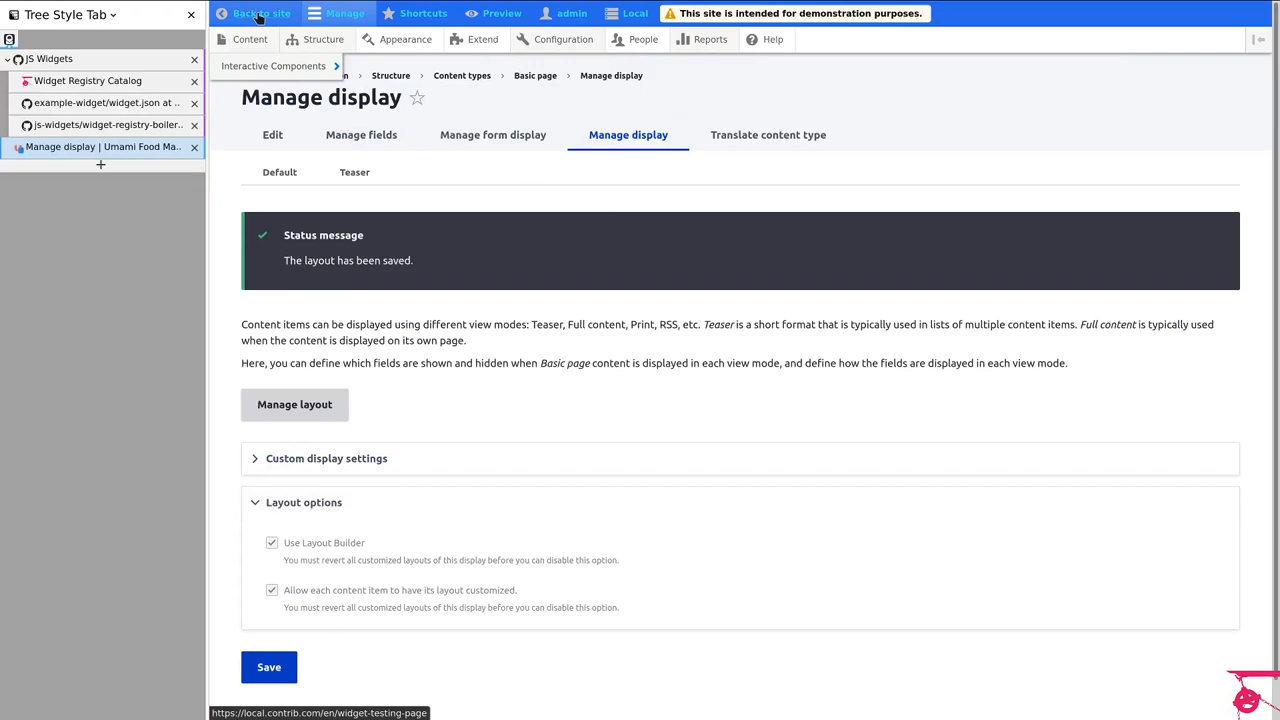 Tree Style Tab
Back to site
Manage
Shortcuts
Preview
admin
Local
This site is intended for demonstration purposes.
Content
Structure
Appearance
Extend
Configuration
People
Reports
Help
JS Widgets
Widget Registry Catalog
example-widget/widget.json at ..
js-widgets/widget-registry-boiler..
Manage display | Umami Food Ma..
Interactive Components
n
Structure
Content types
Basic page
Manage display
Manage display
Edit
Manage fields
Manage form display
Manage display
Translate content type
Default
Teaser
Status message
The layout has been saved.
Content items can be displayed using different view modes: Teaser, Full content, Print, RSS, etc. Teaser is a short format that is typically used in lists of multiple content items. Full content is typically used
when the content is displayed on its own page.
Here, you can define which fields are shown and hidden when Basic page content is displayed in each view mode, and define how the fields are displayed in each view mode.
Manage layout
Custom display settings
Layout options
Use Layout Builder
You must revert all customized layouts of this display before you can disable this option.
Allow each content item to have its layout customized.
You must revert all customized layouts of this display before you can disable this option.
Save
https://local.contrib.com/en/widget-testing-page